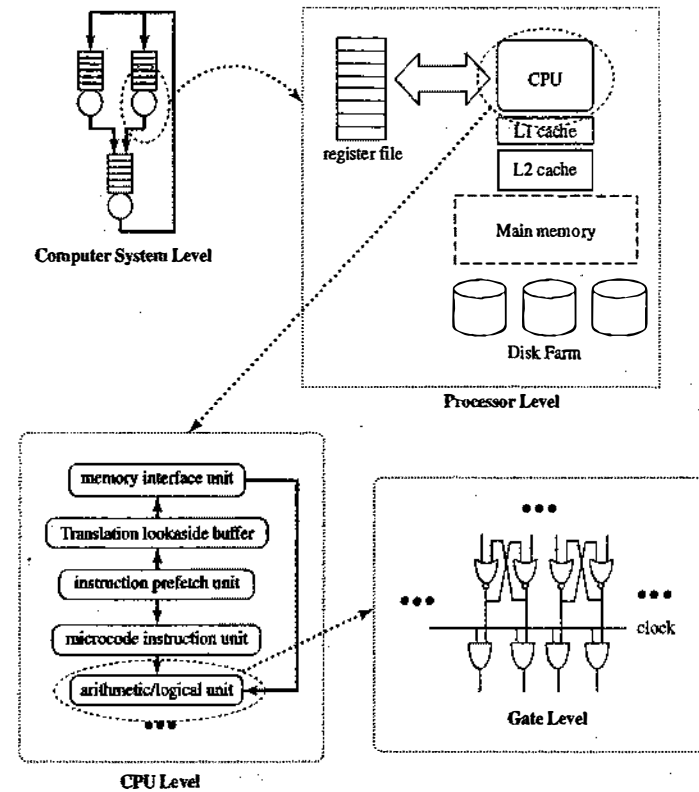 Computer System Level
register file
CPU
L1 cache
L2 cache
Main memory
Disk Farm
Processor Level
memory interface unit
Translation lookaside buffer
instruction prefetch unit
microcode instruction unit
arithmetic/logical unit
CPU Level
clock
Gate Level